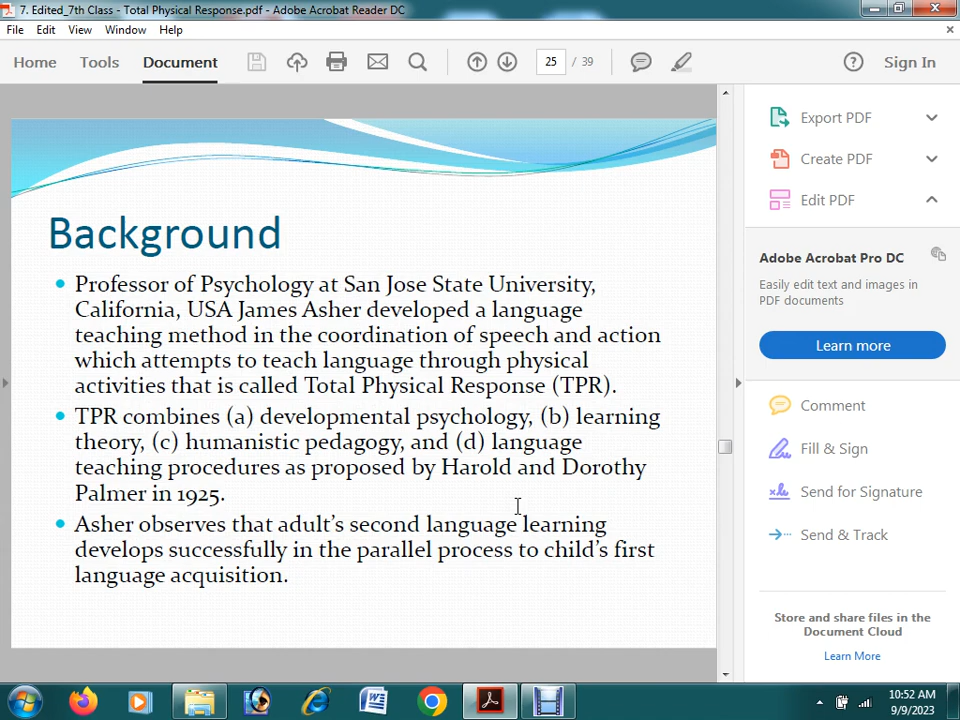 7. Edited_7th Class - Total Physical Response.pdf - Adobe Acrobat Reader DC
File Edit View Window Help
Home Tools Document 25 / 39 Sign In
Background
• Professor of Psychology at San Jose State University,
California, USA James Asher developed a language
teaching method in the coordination of speech and action
which attempts to teach language through physical
activities that is called Total Physical Response (TPR).
• TPR combines (a) developmental psychology, (b) learning
theory, (c) humanistic pedagogy, and (d) language
teaching procedures as proposed by Harold and Dorothy
Palmer in 1925.
• Asher observes that adult's second language learning
develops successfully in the parallel process to child's first
language acquisition.
Export PDF
Create PDF
Edit PDF
Adobe Acrobat Pro DC
Easily edit text and images in
PDF documents
Learn more
Comment
Fill & Sign
Send for Signature
Send & Track
Store and share files in the
Document Cloud
Learn More
10:52 AM
9/9/2023